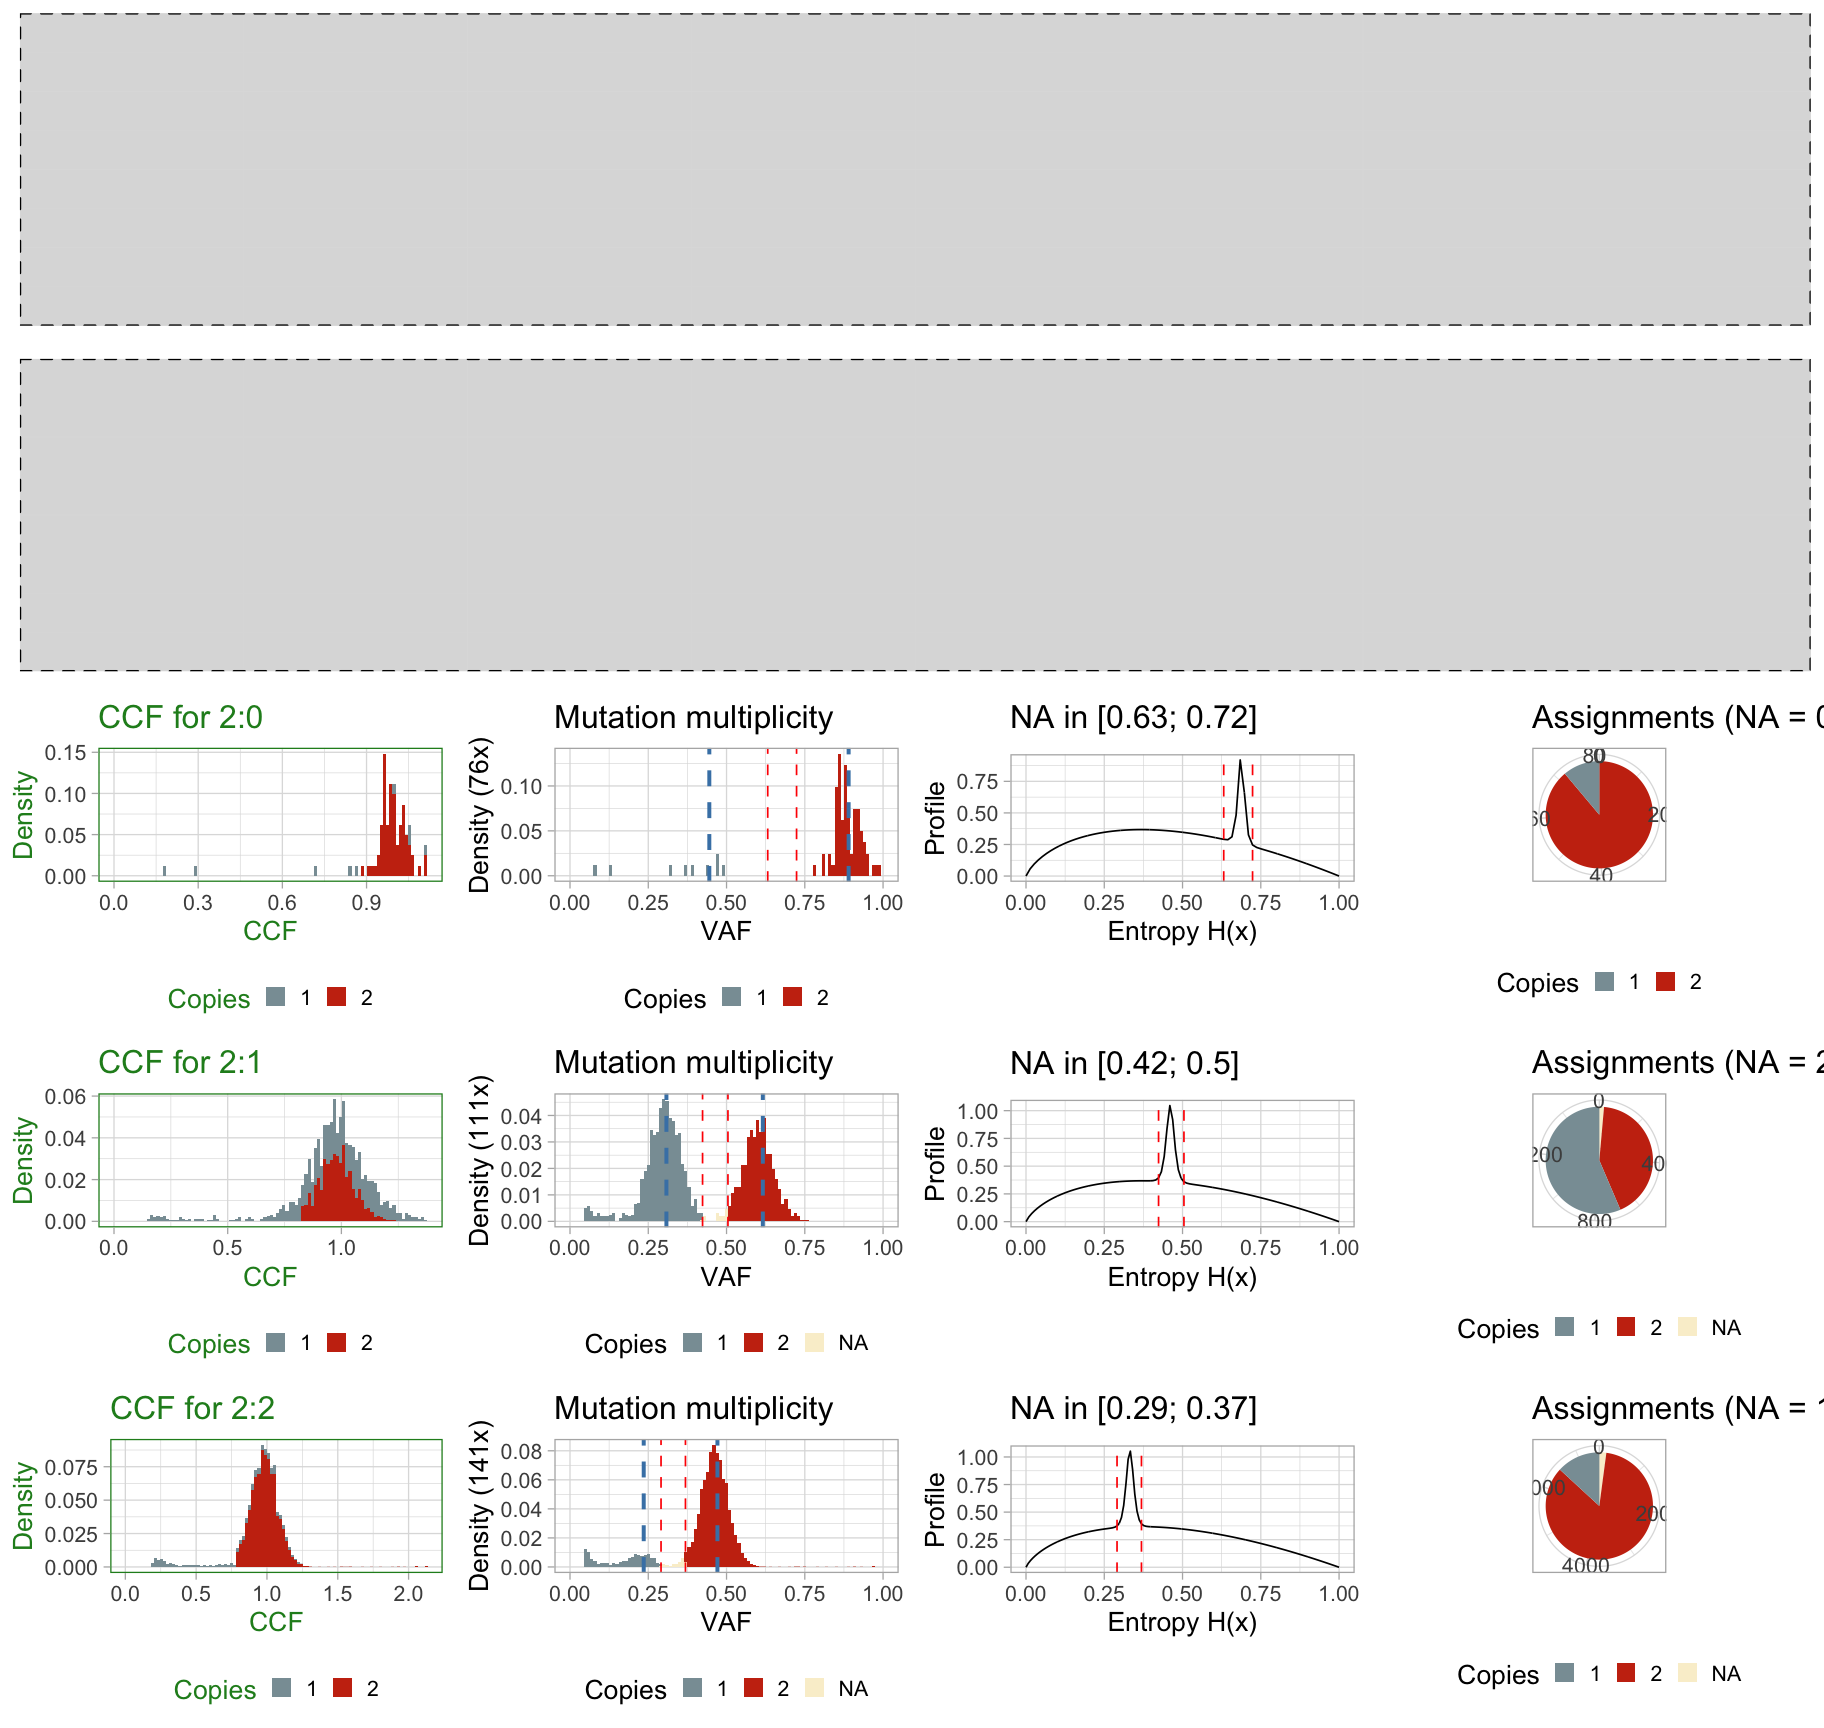 CCF for 2:0
Density
0.15
0.10
0.05
0.00
0.0 0.3 0.6 0.9
CCF
Copies 1 2
Mutation multiplicity
Density (76x)
0.10
0.05
0.00
0.00 0.25 0.50 0.75 1.00
VAF
Copies 1 2
NA in [0.63; 0.72]
Profile
0.75
0.50
0.25
0.00
0.00 0.25 0.50 0.75 1.00
Entropy H(x)
Assignments (NA =
40
Copies 1 2
CCF for 2:1
Density
0.06
0.04
0.02
0.00
0.0 0.5 1.0
CCF
Copies 1 2
Mutation multiplicity
Density (111x)
0.04
0.03
0.02
0.01
0.00
0.00 0.25 0.50 0.75 1.00
VAF
Copies 1 2 NA
NA in [0.42; 0.5]
Profile
1.00
0.75
0.50
0.25
0.00
0.00 0.25 0.50 0.75 1.00
Entropy H(x)
Assignments (NA = 2
0
800
Copies 1 2 NA
CCF for 2:2
Density
0.075
0.050
0.025
0.000
0.0 0.5 1.0 1.5 2.0
CCF
Copies 1 2
Mutation multiplicity
Density (141x)
0.08
0.06
0.04
0.02
0.00
0.00 0.25 0.50 0.75 1.00
VAF
Copies 1 2 NA
NA in [0.29; 0.37]
Profile
1.00
0.75
0.50
0.25
0.00
0.00 0.25 0.50 0.75 1.00
Entropy H(x)
Assignments (NA =
0
4000
Copies 1 2 NA